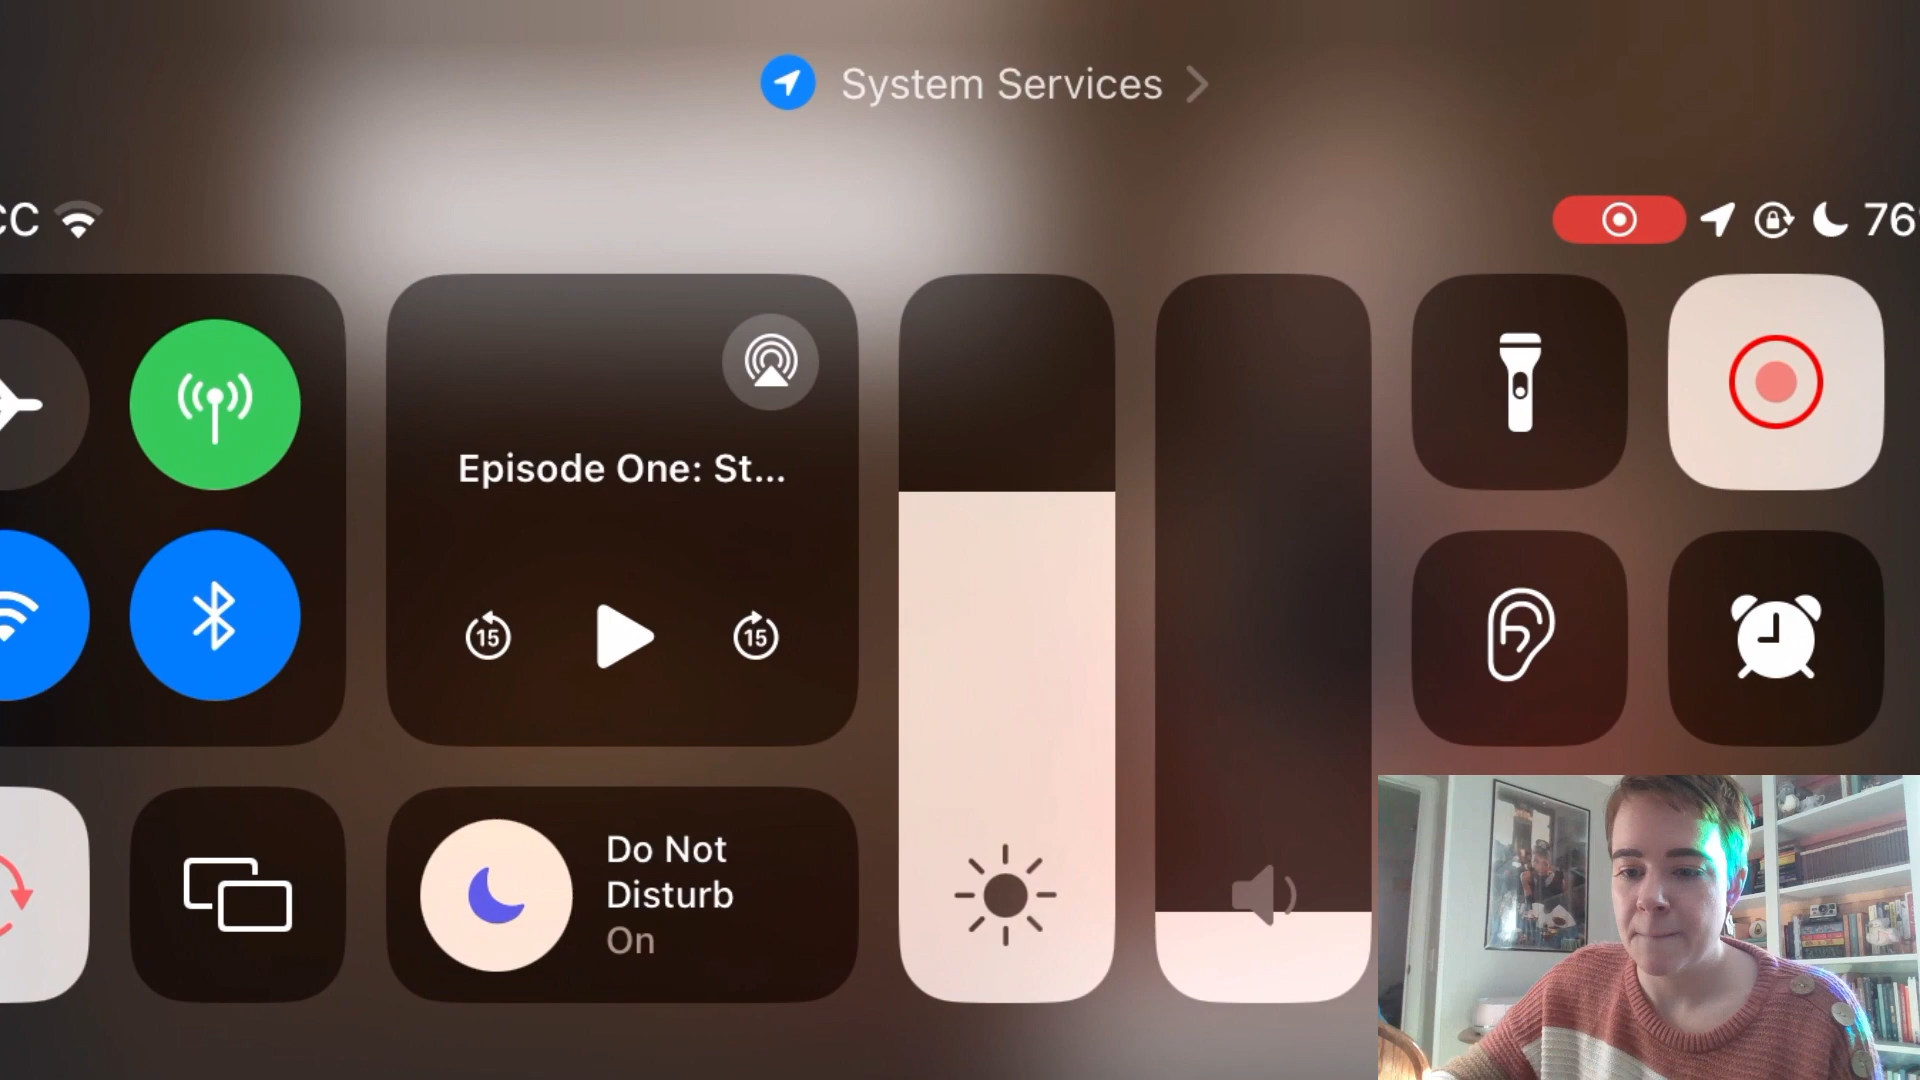 System Services
CC
76
Episode One: St...
15
15
Do Not
Disturb
On